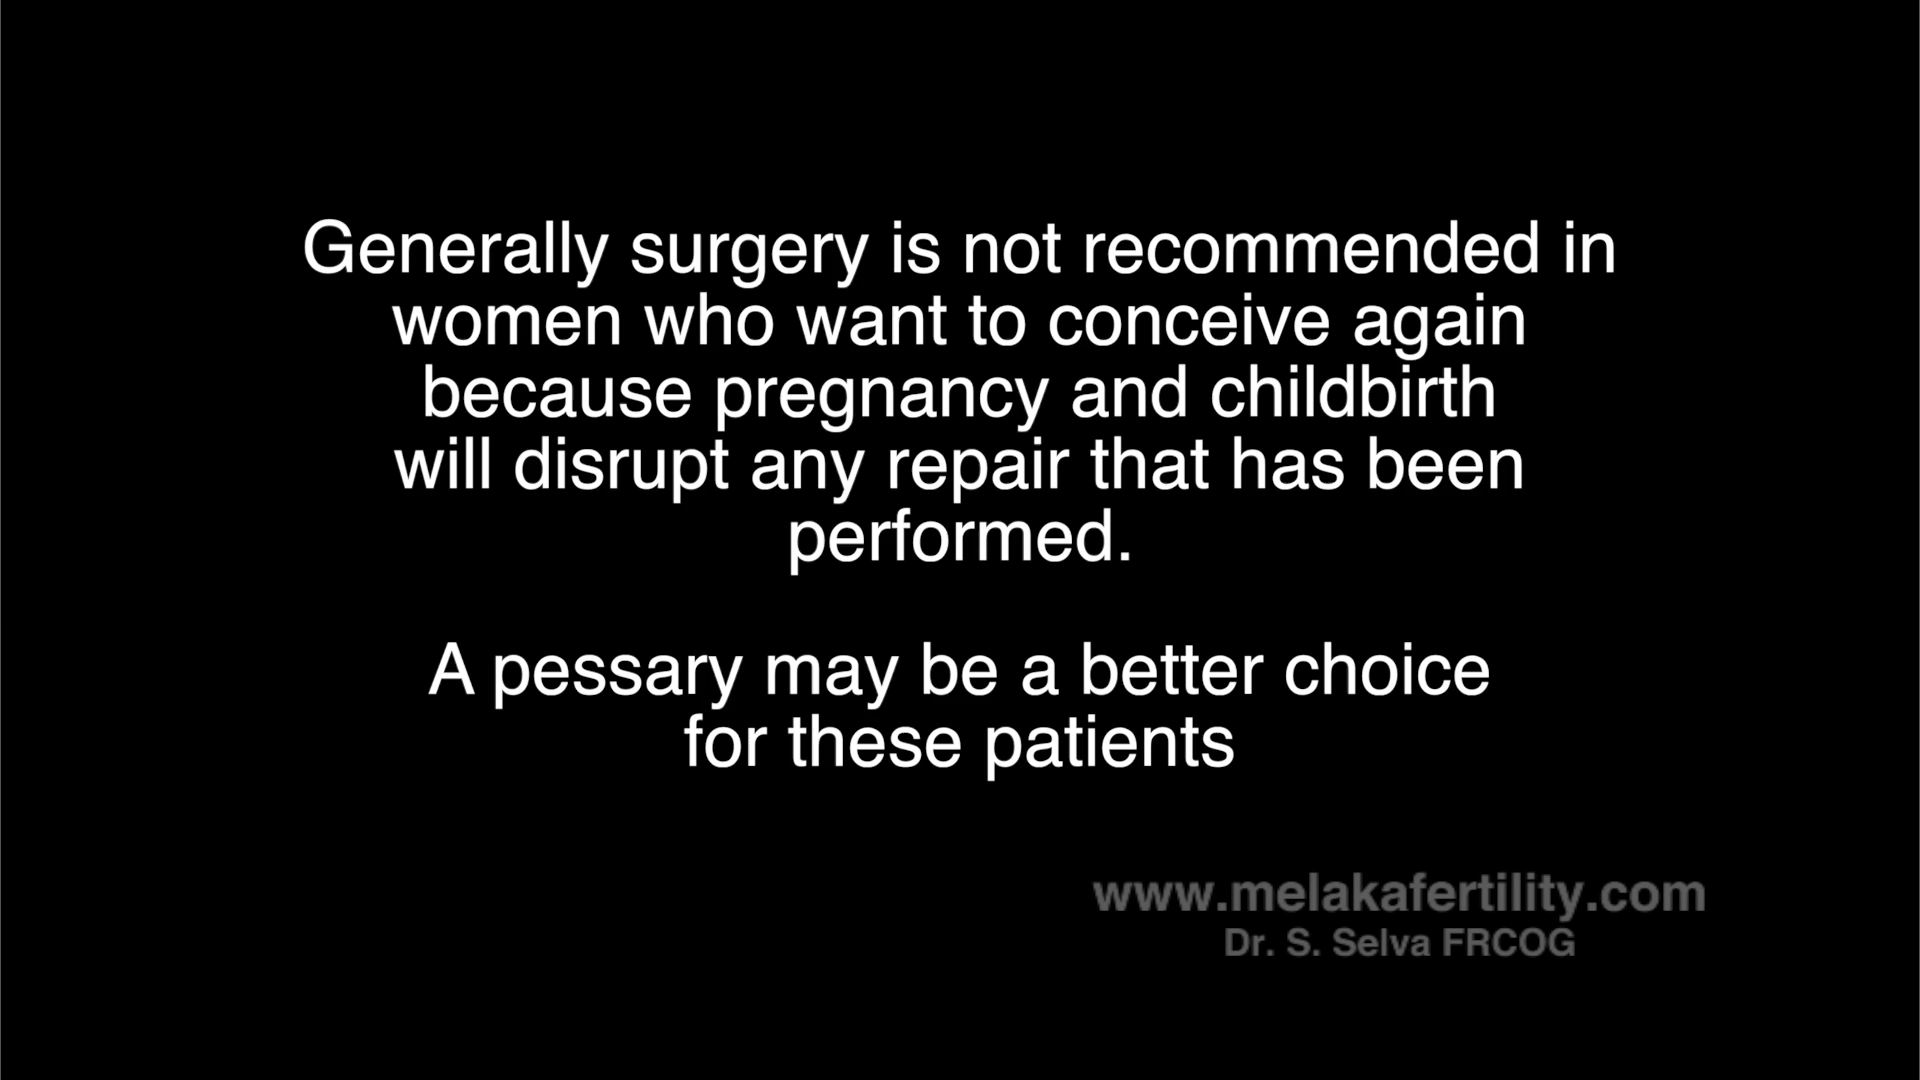 Generally surgery is not recommended in
women who want to conceive again
because pregnancy and childbirth
will disrupt any repair that has been
performed.
A pessary may be a better choice
for these patients
www.melakafertility.com
Dr. S. Selva FRCOG